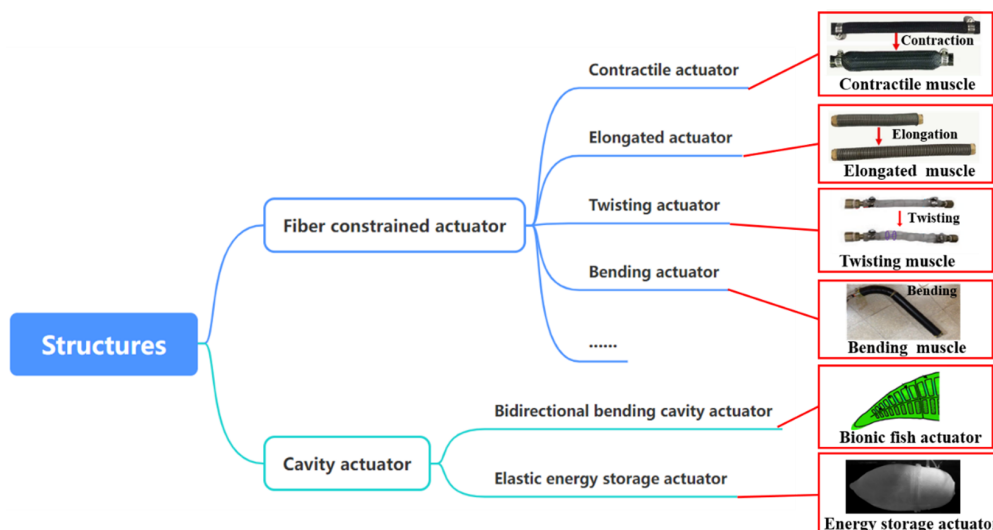 Structures
Fiber constrained actuator
Contractile actuator
Contraction
Contractile muscle
Elongated actuator
Elongation
Elongated muscle
Twisting actuator
Twisting
Twisting muscle
Bending actuator
Bending
Bending muscle
......
Cavity actuator
Bidirectional bending cavity actuator
Bionic fish actuator
Elastic energy storage actuator
Energy storage actuato